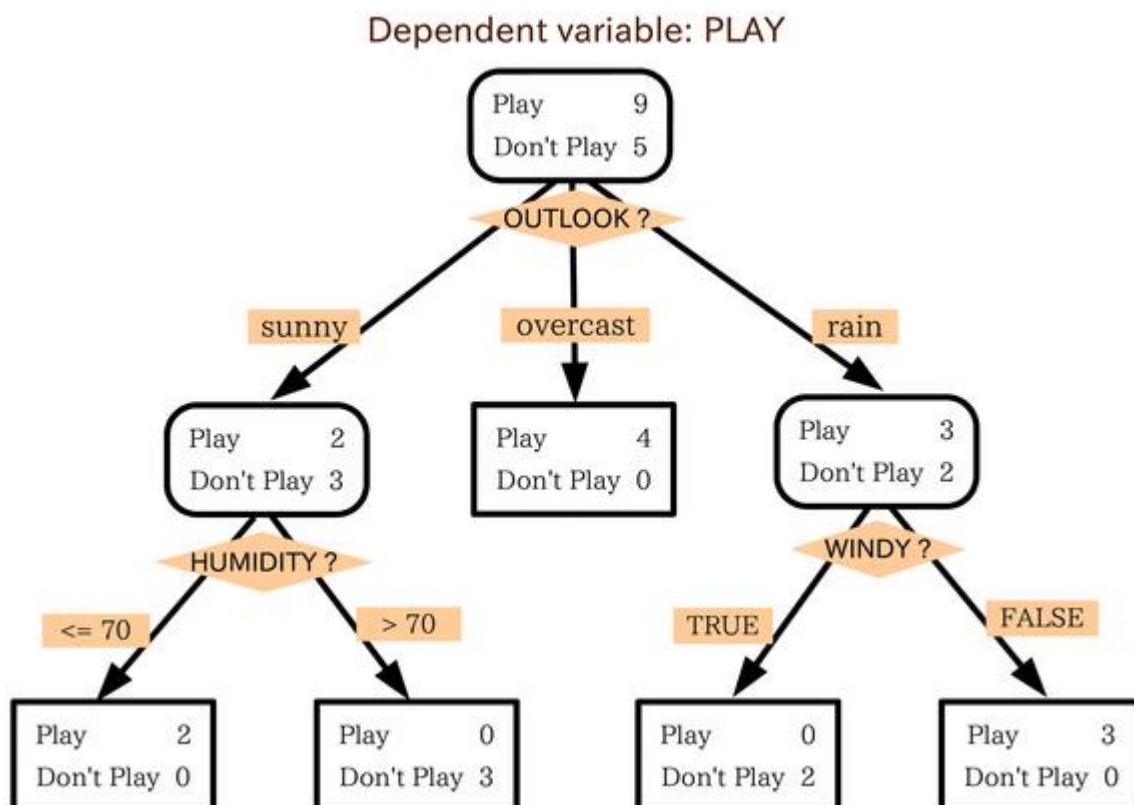 Dependent variable: PLAY
Play 9
Don't Play 5
OUTLOOK ?
sunny
overcast
rain
Play 2
Don't Play 3
Play 4
Don't Play 0
Play 3
Don't Play 2
HUMIDITY ?
WINDY ?
<= 70
> 70
TRUE
FALSE
Play 2
Don't Play 0
Play 0
Don't Play 3
Play 0
Don't Play 2
Play 3
Don't Play 0